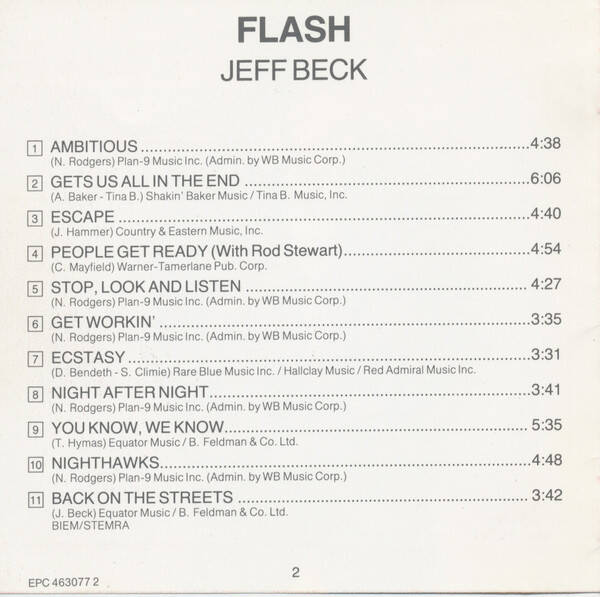 FLASH
JEFF BECK
1 AMBITIOUS ........ 4:38
(N. Rodgers) Plan-9 Music Inc. (Admin. by WB Music Corp.)
2 GETS US ALL IN THE END ........ 6:06
(A. Baker - Tina B.) Shakin' Baker Music / Tina B. Music, Inc.
3 ESCAPE ........ 4:40
(J. Hammer) Country & Eastern Music, Inc.
4 PEOPLE GET READY (With Rod Stewart)........ 4:54
(C. Mayfield) Warner-Tamerlane Pub. Corp.
5 STOP, LOOK AND LISTEN ........ 4:27
(N. Rodgers) Plan-9 Music Inc. (Admin. by WB Music Corp.)
6 GET WORKIN' ........ 3:35
(N. Rodgers) Plan-9 Music Inc. (Admin. by WB Music Corp.)
7 ECSTASY ........ 3:31
(D. Bendeth - S. Climie) Rare Blue Music Inc. / Hallclay Music / Red Admiral Music Inc.
8 NIGHT AFTER NIGHT........ 3:41
(N. Rodgers) Plan-9 Music Inc. (Admin. by WB Music Corp.)
9 YOU KNOW, WE KNOW........ 5:35
(T. Hymas) Equator Music / B. Feldman & Co. Ltd.
10 NIGHTHAWKS........ 4:48
(N. Rodgers) Plan-9 Music Inc. (Admin. by WB Music Corp.)
11 BACK ON THE STREETS ........ 3:42
(J. Beck) Equator Music / B. Feldman & Co. Ltd.
BIEM/STEMRA
2
EPC 463077 2